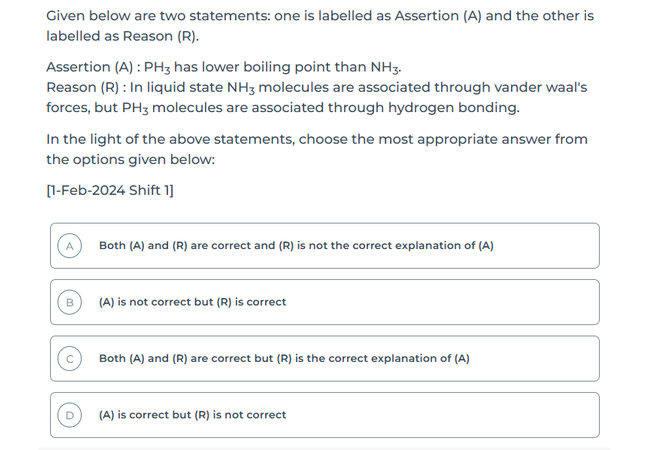 Given below are two statements: one is labelled as Assertion (A) and the other is
labelled as Reason (R).
Assertion (A) : PH₃ has lower boiling point than NH₃.
Reason (R) : In liquid state NH₃ molecules are associated through vander waal's
forces, but PH₃ molecules are associated through hydrogen bonding.
In the light of the above statements, choose the most appropriate answer from
the options given below:
[1-Feb-2024 Shift 1]
A Both (A) and (R) are correct and (R) is not the correct explanation of (A)
B (A) is not correct but (R) is correct
C Both (A) and (R) are correct but (R) is the correct explanation of (A)
D (A) is correct but (R) is not correct